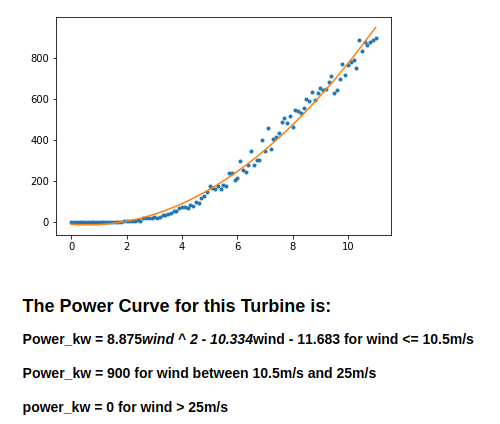 800
600
400
200
0
0 2 4 6 8 10
The Power Curve for this Turbine is:
Power_kw = 8.875wind ^ 2 - 10.334wind - 11.683 for wind <= 10.5m/s
Power_kw = 900 for wind between 10.5m/s and 25m/s
power_kw = 0 for wind > 25m/s